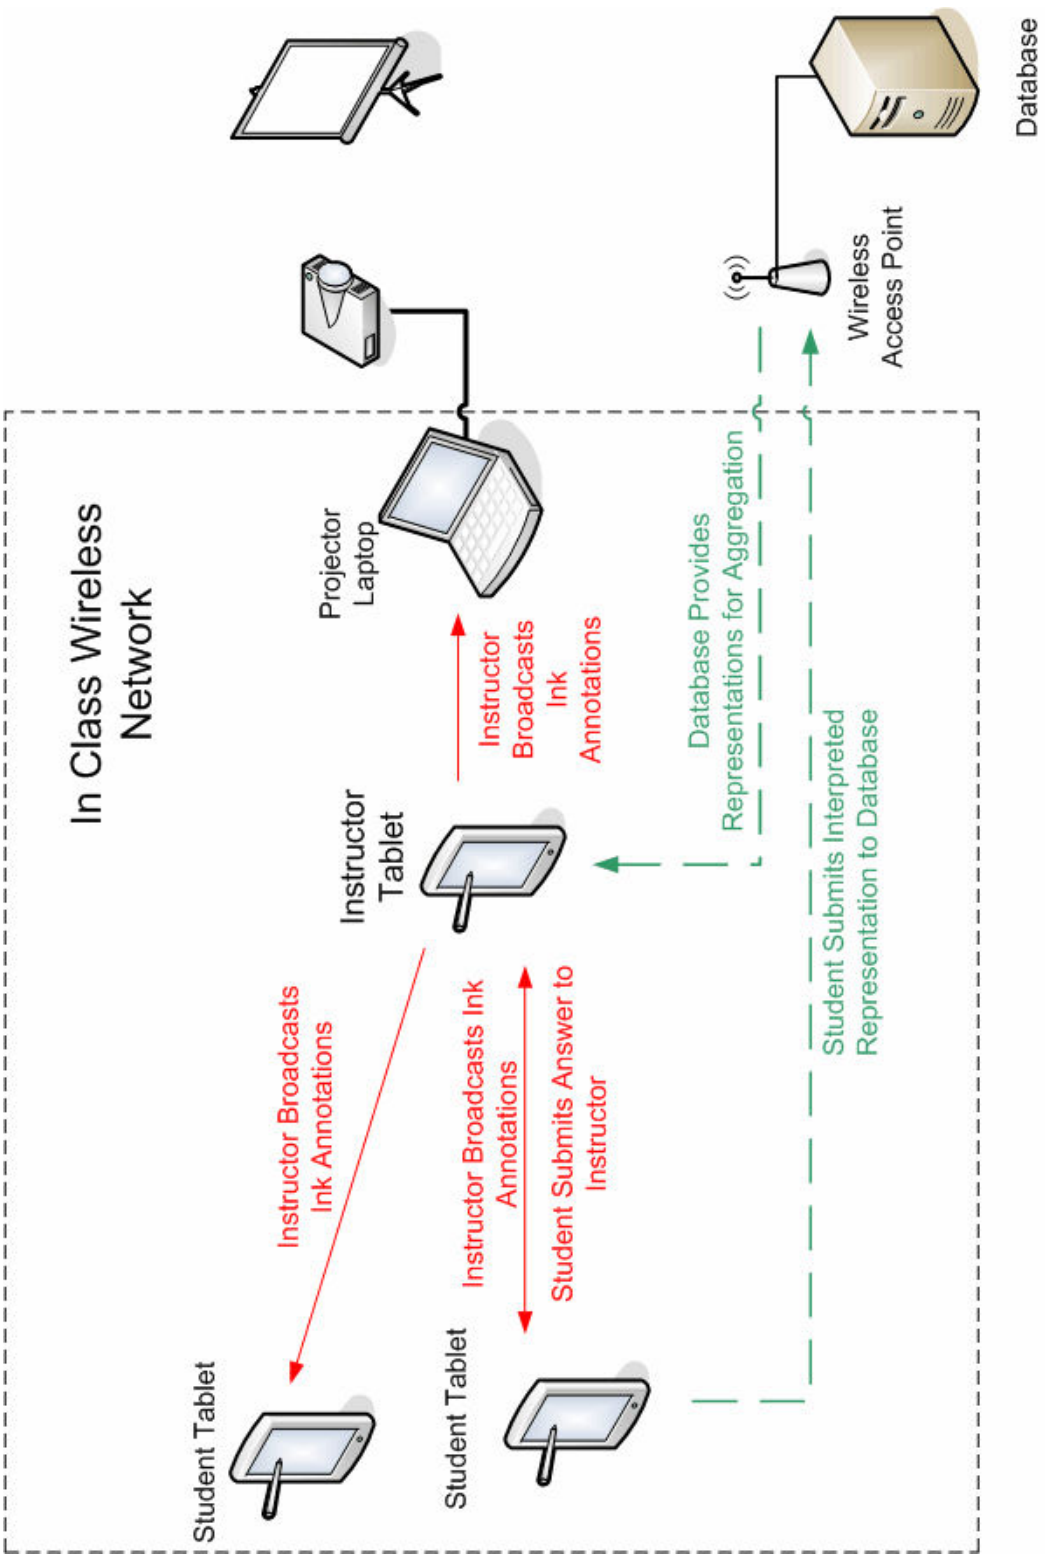 In Class Wireless
Network
Student Tablet
Instructor Broadcasts
Ink Annotations
Instructor
Tablet
Projector
Laptop
Student Tablet
Instructor Broadcasts Ink
Annotations
Student Submits Answer to
Instructor
Instructor
Broadcasts
Ink
Annotations
Database Provides
Representations for Aggregation
Student Submits Interpreted
Representation to Database
Wireless
Access Point
Database